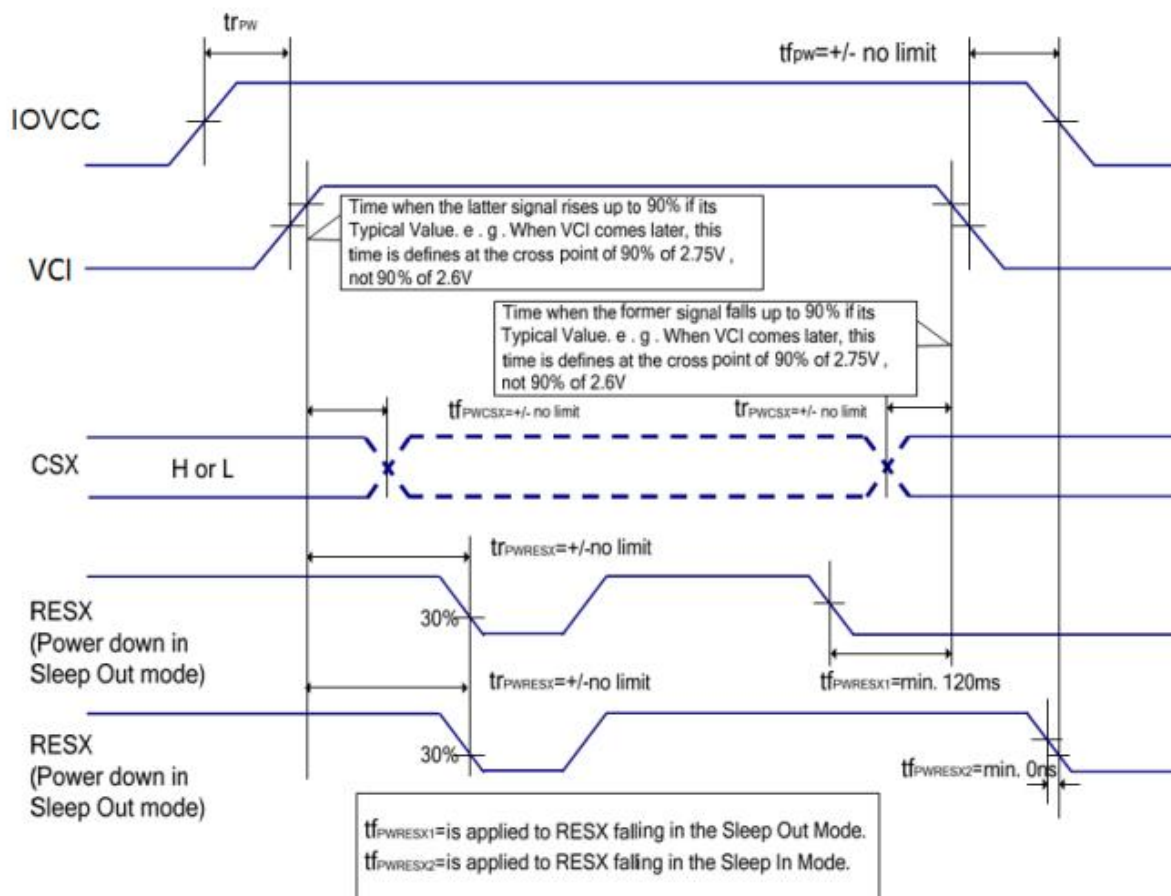 trPW
tfpw=+/- no limit
IOVCC
VCI
Time when the latter signal rises up to 90% if its
Typical Value. e . g . When VCI comes later, this
time is defines at the cross point of 90% of 2.75V ,
not 90% of 2.6V
Time when the former signal falls up to 90% if its
Typical Value. e . g . When VCI comes later, this
time is defines at the cross point of 90% of 2.75V ,
not 90% of 2.6V
tfPWCSX=+/- no limit
trPWCSX=+/- no limit
CSX
H or L
trPWRESX=+/-no limit
30%
RESX
(Power down in
Sleep Out mode)
tfPWRESX1=min. 120ms
trPWRESX=+/-no limit
30%
RESX
(Power down in
Sleep Out mode)
tfPWRESX2=min. 0ns
tfPWRESX1=is applied to RESX falling in the Sleep Out Mode.
tfPWRESX2=is applied to RESX falling in the Sleep In Mode.